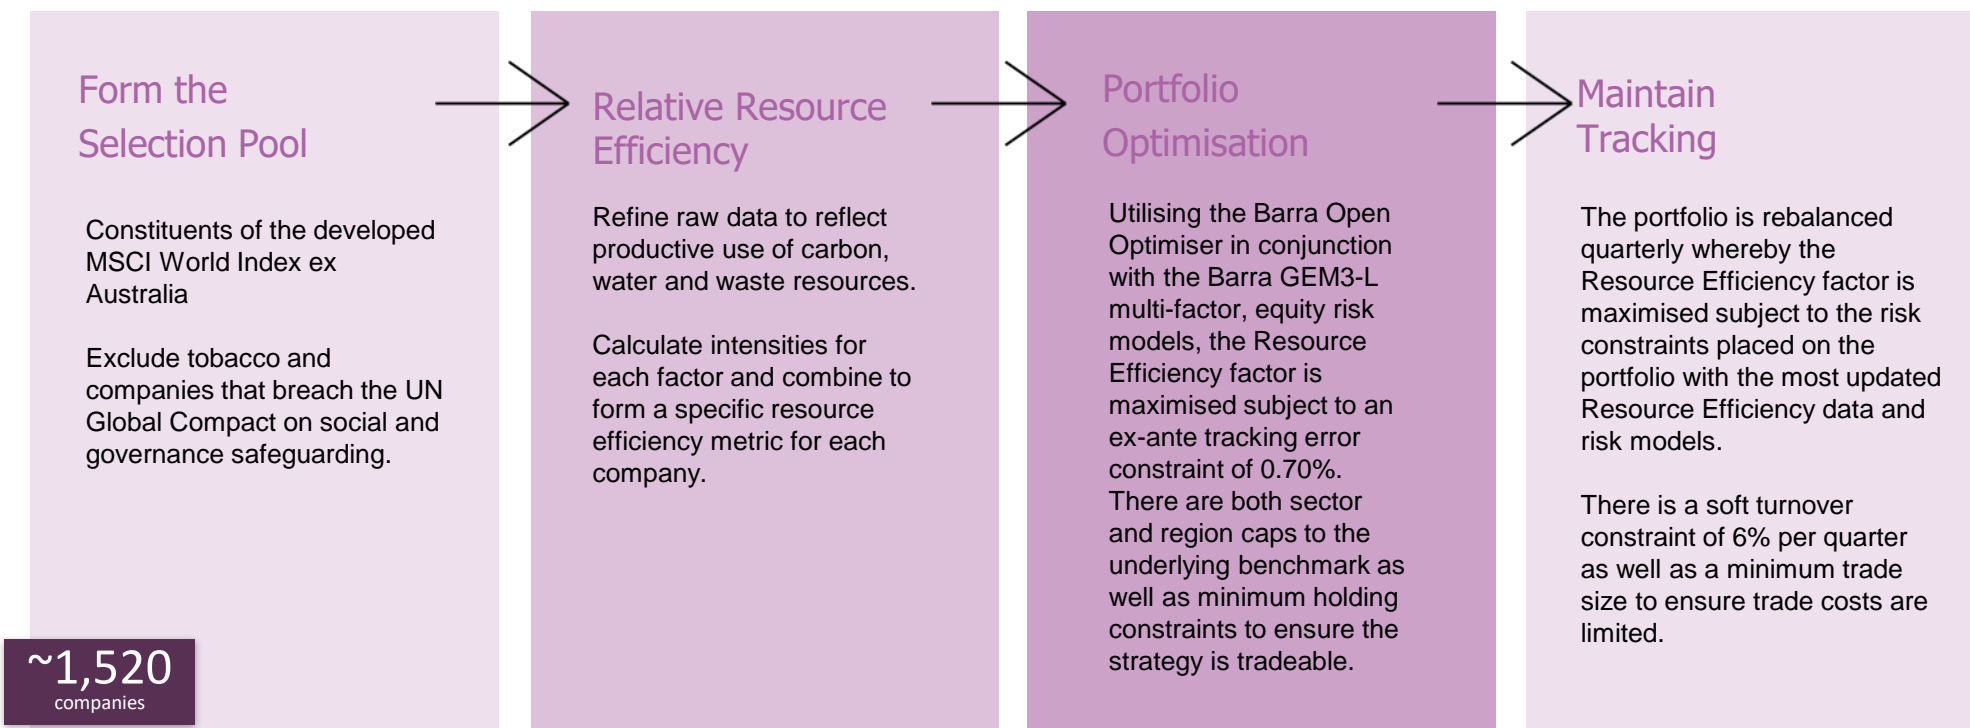 Form the
Selection Pool
Constituents of the developed
MSCI World Index ex
Australia
Exclude tobacco and
companies that breach the UN
Global Compact on social and
governance safeguarding.
~1,520
companies
Relative Resource
Efficiency
Refine raw data to reflect
productive use of carbon,
water and waste resources.
Calculate intensities for
each factor and combine to
form a specific resource
efficiency metric for each
company.
Portfolio
Optimisation
Utilising the Barra Open
Optimiser in conjunction
with the Barra GEM3-L
multi-factor, equity risk
models, the Resource
Efficiency factor is
maximised subject to an
ex-ante tracking error
constraint of 0.70%.
There are both sector
and region caps to the
underlying benchmark as
well as minimum holding
constraints to ensure the
strategy is tradeable.
Maintain
Tracking
The portfolio is rebalanced
quarterly whereby the
Resource Efficiency factor is
maximised subject to the risk
constraints placed on the
portfolio with the most updated
Resource Efficiency data and
risk models.
There is a soft turnover
constraint of 6% per quarter
as well as a minimum trade
size to ensure trade costs are
limited.